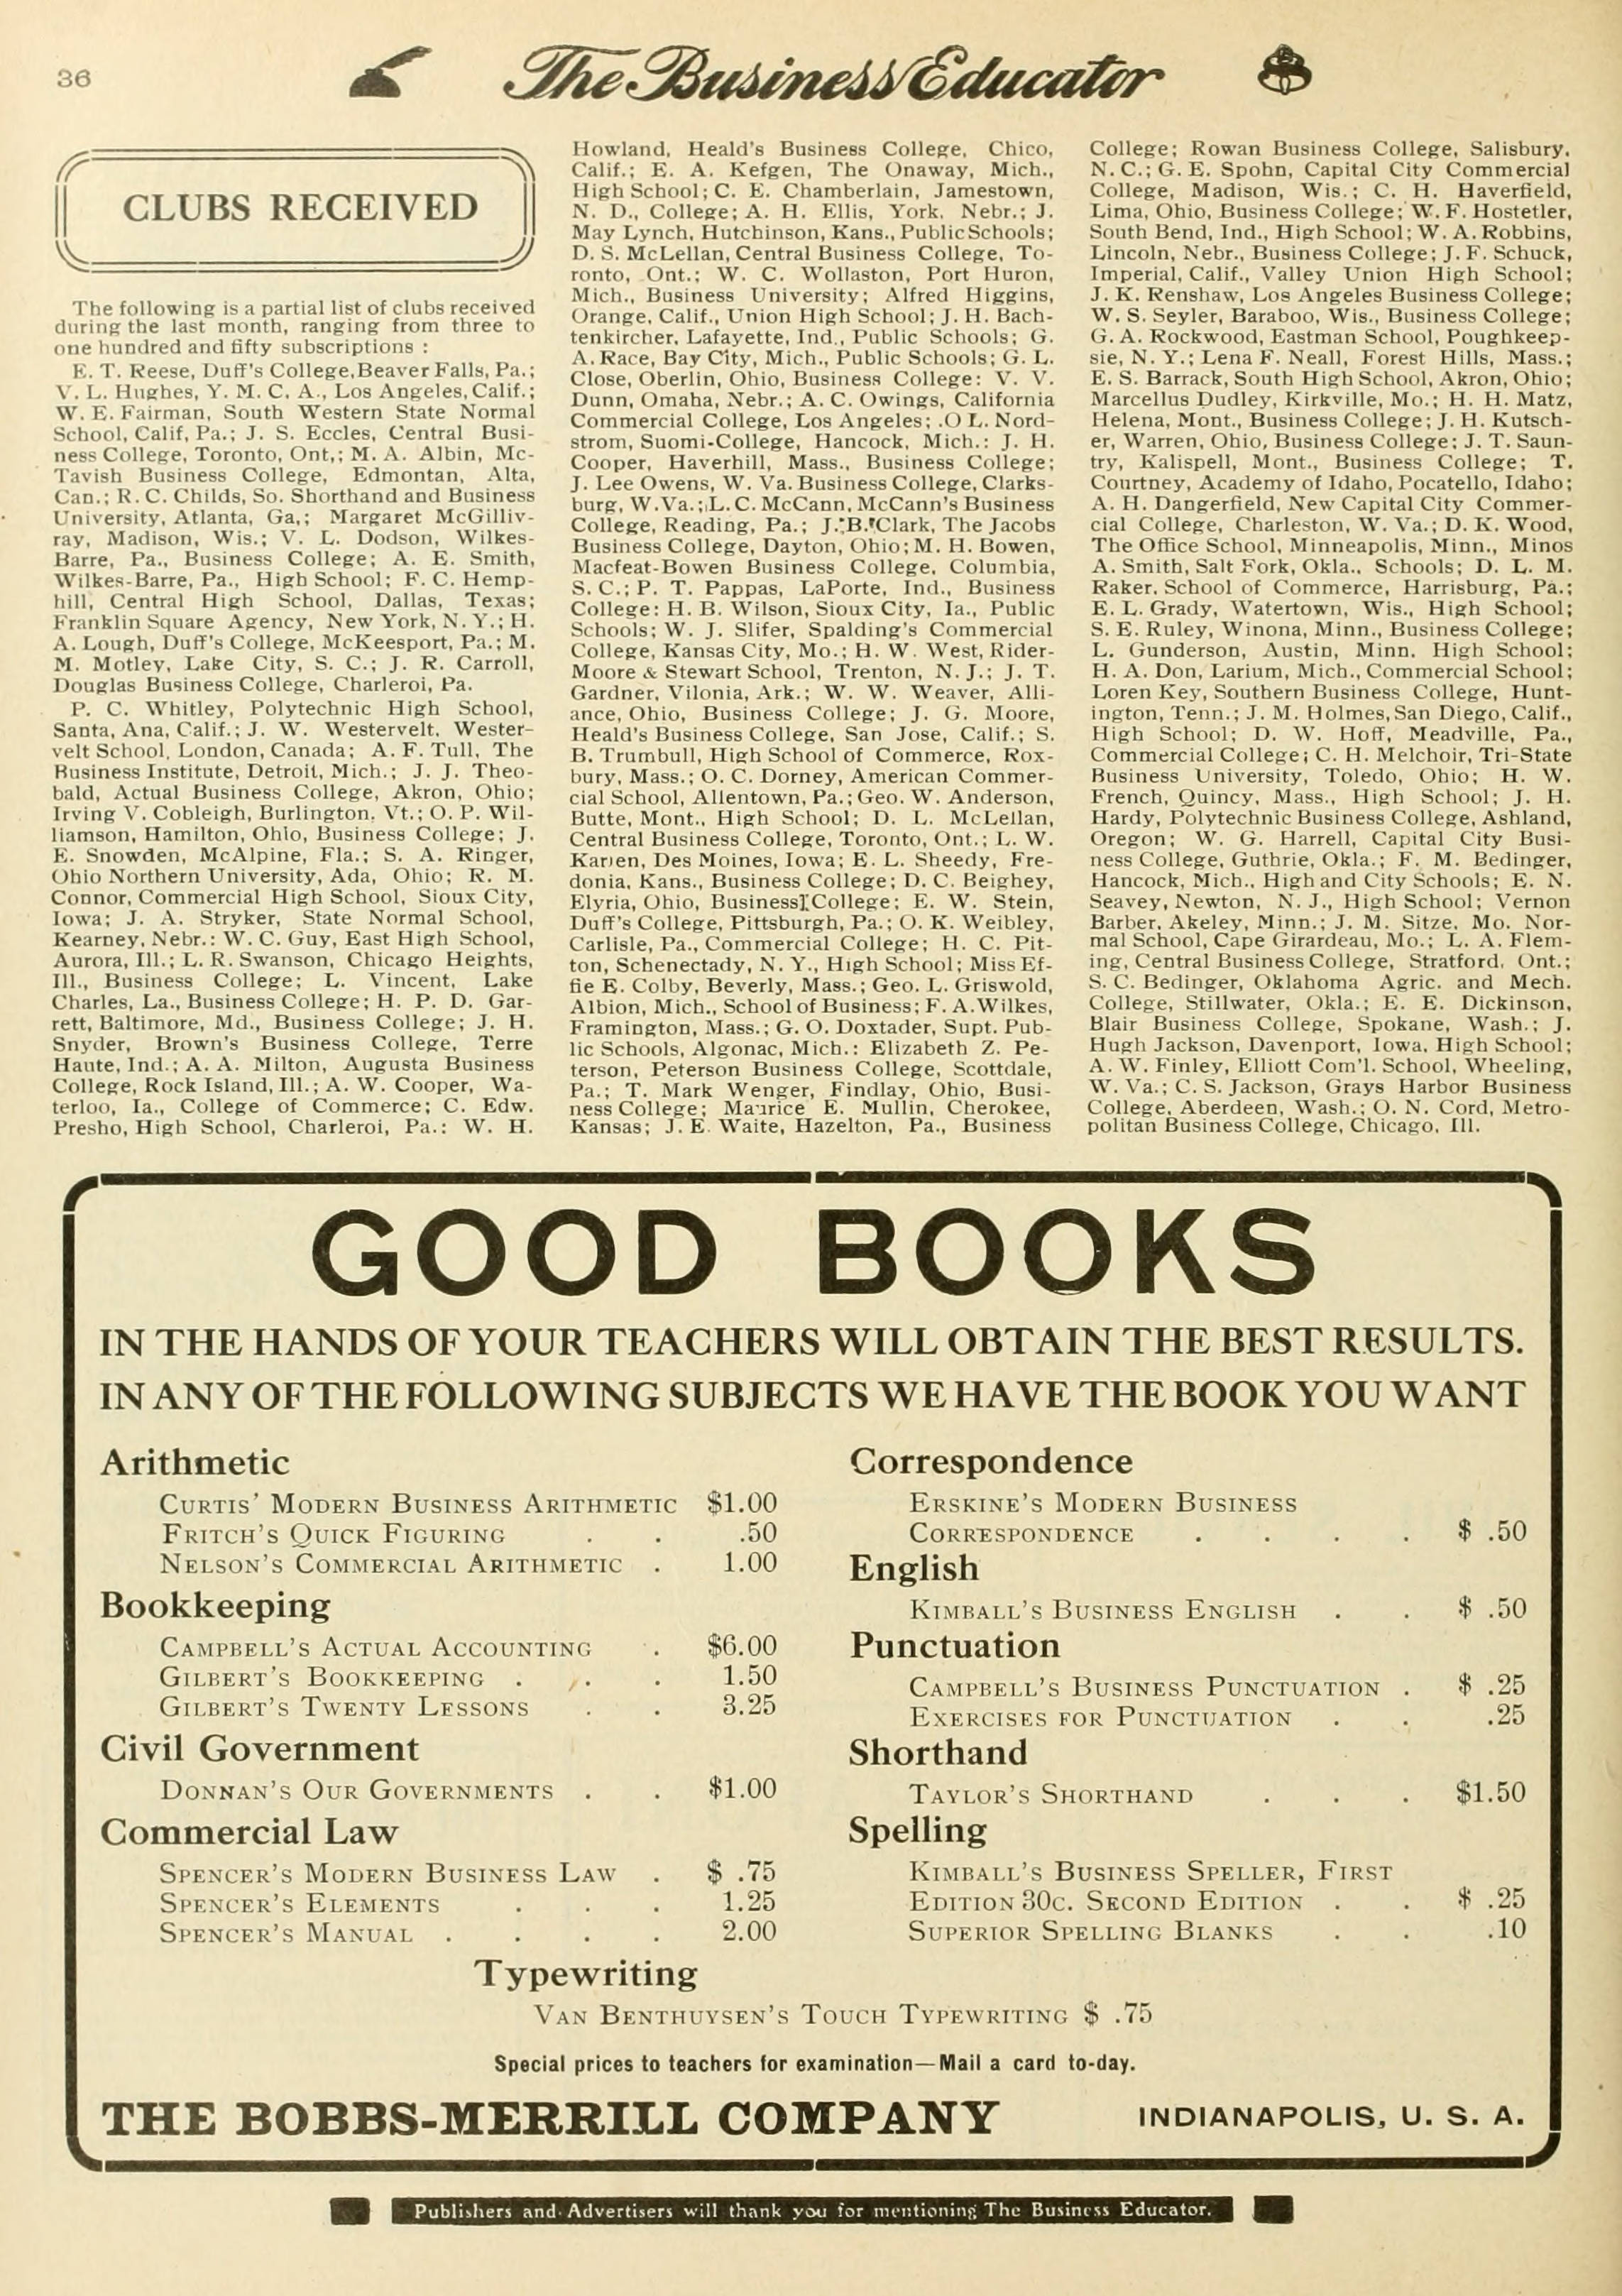 36
The Business Educator
CLUBS RECEIVED
The following is a partial list of clubs received
during the last month, ranging from three to
one hundred and fifty subscriptions :
E. T. Reese, Duff's College, Beaver Falls, Pa.;
V. L. Hughes, Y. M. C. A., Los Angeles, Calif.;
W. E. Fairman, South Western State Normal
School, Calif, Pa.; J. S. Eccles, Central Busi-
ness College, Toronto, Ont,; M. A. Albin, Mc-
Tavish Business College, Edmontan, Alta,
Can.; R. C. Childs, So. Shorthand and Business
University, Atlanta, Ga,; Margaret McGilliv-
ray, Madison, Wis.; V. L. Dodson, Wilkes-
Barre, Pa., Business College; A. E. Smith,
Wilkes-Barre, Pa., High School; F. C. Hemp-
hill, Central High School, Dallas, Texas;
Franklin Square Agency, New York, N. Y.; H.
A. Lough, Duff's College, McKeesport, Pa.; M.
M. Motley, Lake City, S. C.; J. R. Carroll,
Douglas Business College, Charleroi, Pa.
P. C. Whitley, Polytechnic High School,
Santa, Ana, Calif.; J. W. Westervelt, Wester-
velt School, London, Canada; A. F. Tull, The
Business Institute, Detroit, Mich.; J. J. Theo-
bald, Actual Business College, Akron, Ohio;
Irving V. Cobleigh, Burlington, Vt.; O. P. Wil-
liamson, Hamilton, Ohio, Business College; J.
E. Snowden, McAlpine, Fla.; S. A. Ringer,
Ohio Northern University, Ada, Ohio; R. M.
Connor, Commercial High School, Sioux City,
Iowa; J. A. Stryker, State Normal School,
Kearney, Nebr.: W. C. Guy, East High School,
Aurora, Ill.; L. R. Swanson, Chicago Heights,
Ill., Business College; L. Vincent, Lake
Charles, La., Business College; H. P. D. Gar-
rett, Baltimore, Md., Business College; J. H.
Snyder, Brown's Business College, Terre
Haute, Ind.; A. A. Milton, Augusta Business
College, Rock Island, Ill.; A. W. Cooper, Wa-
terloo, Ia., College of Commerce; C. Edw.
Presho, High School, Charleroi, Pa.: W. H.
Howland, Heald's Business College, Chico,
Calif.; E. A. Kefgen, The Onaway, Mich.,
High School; C. E. Chamberlain, Jamestown,
N. D., College; A. H. Ellis, York, Nebr.; J.
May Lynch, Hutchinson, Kans., Public Schools;
D. S. McLellan, Central Business College, To-
ronto, Ont.; W. C. Wollaston, Port Huron,
Mich., Business University; Alfred Higgins,
Orange, Calif., Union High School; J. H. Bach-
tenkircher, Lafayette, Ind., Public Schools; G.
A. Race, Bay City, Mich., Public Schools; G. L.
Close, Oberlin, Ohio, Business College: V. V.
Dunn, Omaha, Nebr.; A. C. Owings, California
Commercial College, Los Angeles; .O L. Nord-
strom, Suomi-College, Hancock, Mich.: J. H.
Cooper, Haverhill, Mass., Business College;
J. Lee Owens, W. Va. Business College, Clarks-
burg, W. Va.; L. C. McCann, McCann's Business
College, Reading, Pa.; J. B. Clark, The Jacobs
Business College, Dayton, Ohio; M. H. Bowen,
Macfeat-Bowen Business College, Columbia,
S. C.; P. T. Pappas, LaPorte, Ind., Business
College: H. B. Wilson, Sioux City, Ia., Public
Schools; W. J. Slifer, Spalding's Commercial
College, Kansas City, Mo.; H. W. West, Rider-
Moore & Stewart School, Trenton, N. J.; J. T.
Gardner, Vilonia, Ark.; W. W. Weaver, Alli-
ance, Ohio, Business College; J. G. Moore,
Heald's Business College, San Jose, Calif.; S.
B. Trumbull, High School of Commerce, Rox-
bury, Mass.; O. C. Dorney, American Commer-
cial School, Allentown, Pa.; Geo. W. Anderson,
Butte, Mont., High School; D. L. McLellan,
Central Business College, Toronto, Ont.; L. W.
Karlen, Des Moines, Iowa; E. L. Sheedy, Fre-
donia, Kans., Business College; D. C. Beighey,
Elyria, Ohio, Business College; E. W. Stein,
Duff's College, Pittsburgh, Pa.; O. K. Weibley,
Carlisle, Pa., Commercial College; H. C. Pit-
ton, Schenectady, N. Y., High School; Miss Ef-
fie E. Colby, Beverly, Mass.; Geo. L. Griswold,
Albion, Mich., School of Business; F. A. Wilkes,
Framington, Mass.; G. O. Doxtader, Supt. Pub-
lic Schools, Algonac, Mich.: Elizabeth Z. Pe-
terson, Peterson Business College, Scottdale,
Pa.; T. Mark Wenger, Findlay, Ohio, Busi-
ness College; Maurice E. Mullin, Cherokee,
Kansas; J. E. Waite, Hazelton, Pa., Business
College; Rowan Business College, Salisbury,
N. C.; G. E. Spohn, Capital City Commercial
College, Madison, Wis.; C. H. Haverfield,
Lima, Ohio, Business College; W. F. Hostetler,
South Bend, Ind., High School; W. A. Robbins,
Lincoln, Nebr., Business College; J. F. Schuck,
Imperial, Calif., Valley Union High School;
J. K. Renshaw, Los Angeles Business College;
W. S. Seyler, Baraboo, Wis., Business College;
G. A. Rockwood, Eastman School, Poughkeep-
sie, N. Y.; Lena F. Neall, Forest Hills, Mass.;
E. S. Barrack, South High School, Akron, Ohio;
Marcellus Dudley, Kirkville, Mo.; H. H. Matz,
Helena, Mont., Business College; J. H. Kutsch-
er, Warren, Ohio, Business College; J. T. Saun-
try, Kalispell, Mont., Business College; T.
Courtney, Academy of Idaho, Pocatello, Idaho;
A. H. Dangerfield, New Capital City Commer-
cial College, Charleston, W. Va.; D. K. Wood,
The Office School, Minneapolis, Minn., Minos
A. Smith, Salt Fork, Okla., Schools; D. L. M.
Raker, School of Commerce, Harrisburg, Pa.;
E. L. Grady, Watertown, Wis., High School;
S. E. Ruley, Winona, Minn., Business College;
L. Gunderson, Austin, Minn. High School;
H. A. Don, Larium, Mich., Commercial School;
Loren Key, Southern Business College, Hunt-
ington, Tenn.; J. M. Holmes, San Diego, Calif.,
High School; D. W. Hoff, Meadville, Pa.,
Commercial College; C. H. Melchoir, Tri-State
Business University, Toledo, Ohio; H. W.
French, Quincy, Mass., High School; J. H.
Hardy, Polytechnic Business College, Ashland,
Oregon; W. G. Harrell, Capital City Busi-
ness College, Guthrie, Okla.; F. M. Bedinger,
Hancock, Mich., High and City Schools; E. N.
Seavey, Newton, N. J., High School; Vernon
Barber, Akeley, Minn.; J. M. Sitze, Mo. Nor-
mal School, Cape Girardeau, Mo.; L. A. Flem-
ing, Central Business College, Stratford, Ont.;
S. C. Bedinger, Oklahoma Agric. and Mech.
College, Stillwater, Okla.; E. E. Dickinson,
Blair Business College, Spokane, Wash.; J.
Hugh Jackson, Davenport, Iowa, High School;
A. W. Finley, Elliott Com'l. School, Wheeling,
W. Va.; C. S. Jackson, Grays Harbor Business
College, Aberdeen, Wash.; O. N. Cord, Metro-
politan Business College, Chicago, Ill.
GOOD BOOKS
IN THE HANDS OF YOUR TEACHERS WILL OBTAIN THE BEST RESULTS.
IN ANY OF THE FOLLOWING SUBJECTS WE HAVE THE BOOK YOU WANT
Arithmetic
CURTIS' MODERN BUSINESS ARITHMETIC $1.00
FRITCH'S QUICK FIGURING . . .50
NELSON'S COMMERCIAL ARITHMETIC . 1.00
Bookkeeping
CAMPBELL'S ACTUAL ACCOUNTING . $6.00
GILBERT'S BOOKKEEPING . . . 1.50
GILBERT'S TWENTY LESSONS . . 3.25
Civil Government
DONNAN'S OUR GOVERNMENTS . . $1.00
Commercial Law
SPENCER'S MODERN BUSINESS LAW . $ .75
SPENCER'S ELEMENTS . . . 1.25
SPENCER'S MANUAL . . . . 2.00
Correspondence
ERSKINE'S MODERN BUSINESS
CORRESPONDENCE . . . . $ .50
English
KIMBALL'S BUSINESS ENGLISH . . $ .50
Punctuation
CAMPBELL'S BUSINESS PUNCTUATION . $ .25
EXERCISES FOR PUNCTUATION . . .25
Shorthand
TAYLOR'S SHORTHAND . . . $1.50
Spelling
KIMBALL'S BUSINESS SPELLER, FIRST
EDITION 30C. SECOND EDITION . . $ .25
SUPERIOR SPELLING BLANKS . . .10
Typewriting
VAN BENTHUYSEN'S TOUCH TYPEWRITING $ .75
Special prices to teachers for examination—Mail a card to-day.
THE BOBBS-MERRILL COMPANY INDIANAPOLIS, U. S. A.
Publishers and Advertisers will thank you for mentioning The Business Educator.